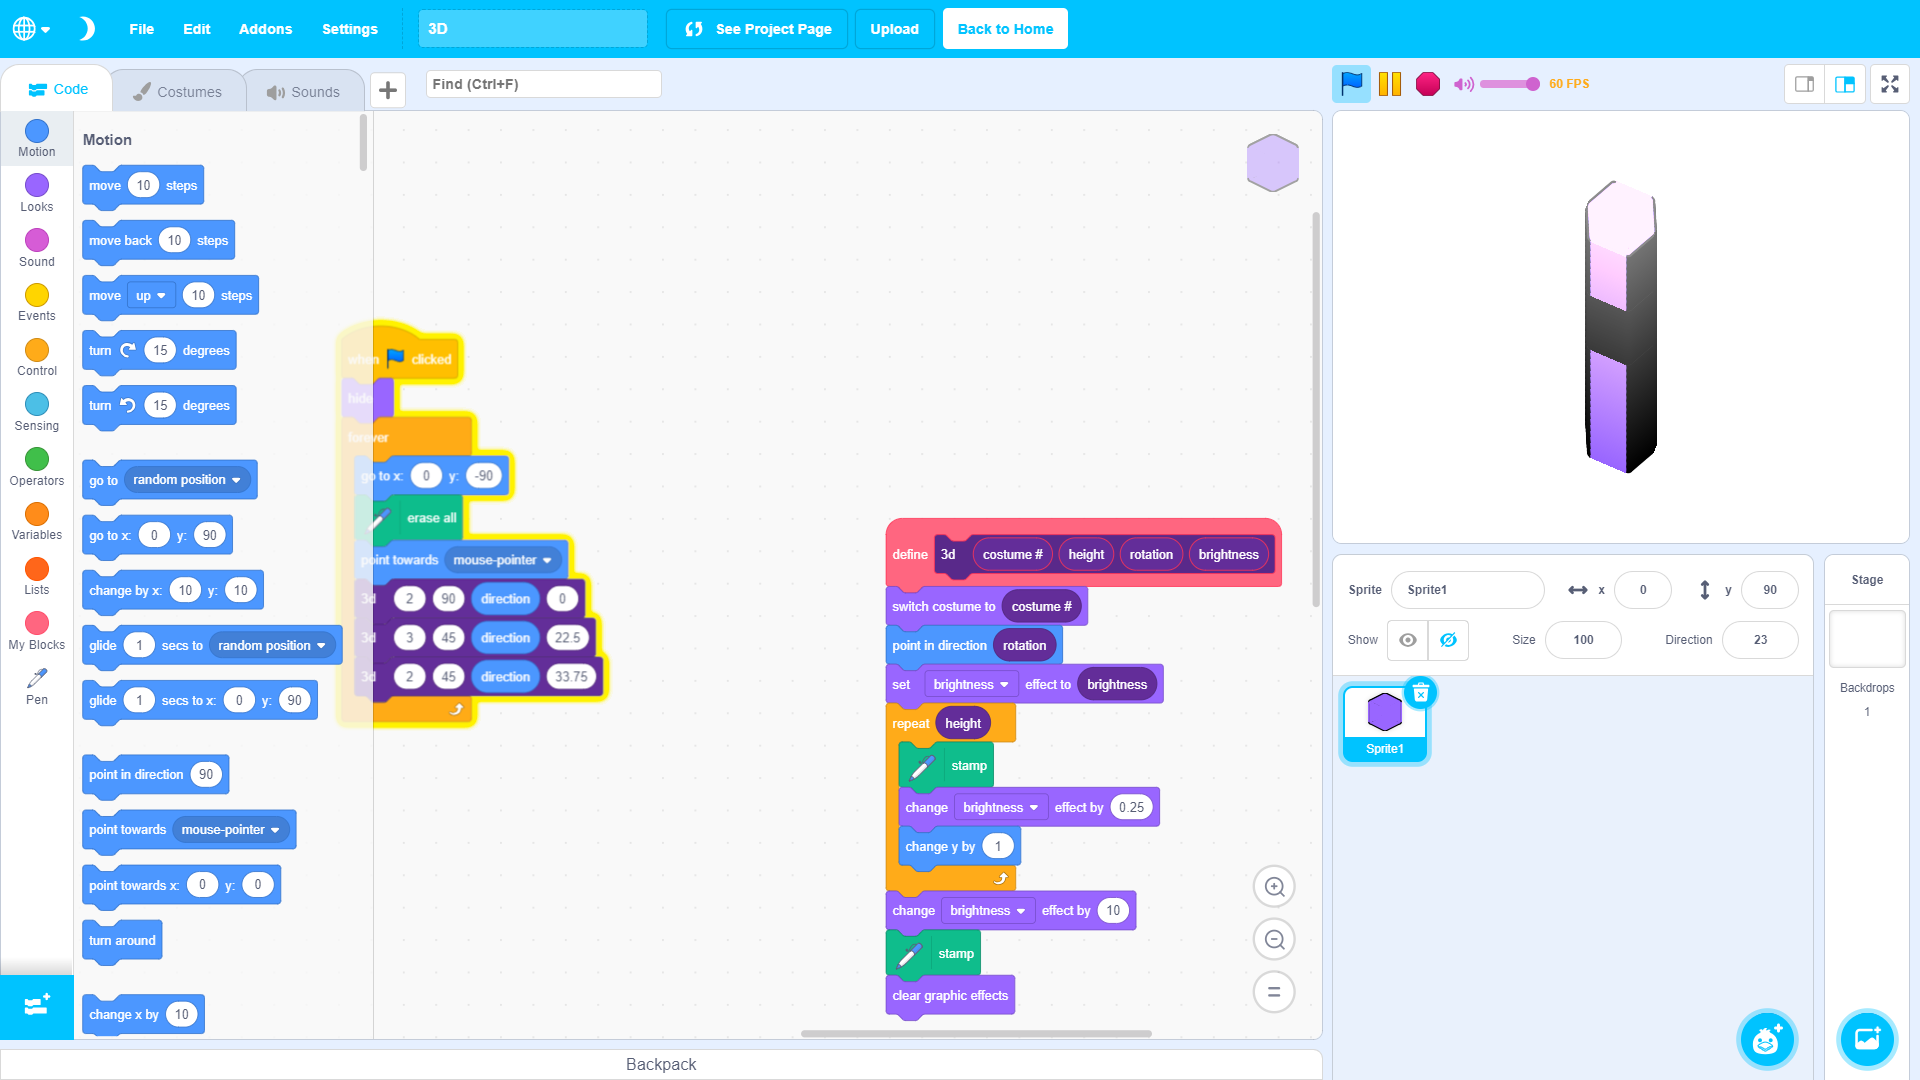 File Edit Addons Settings 3D See Project Page Upload Back to Home
Code Costumes Sounds Find (Ctrl+F) 60 FPS
Motion
Looks
Sound
Events
Control
Sensing
Operators
Variables
Lists
My Blocks
Pen
Motion
move 10 steps
move back 10 steps
move up 10 steps
turn 15 degrees
turn 15 degrees
go to random position
go to x: 0 y: 90
change by x: 10 y: 10
glide 1 secs to random position
glide 1 secs to x: 0 y: 90
point in direction 90
point towards mouse-pointer
point towards x: 0 y: 0
turn around
change x by 10
when clicked
hide
forever
go to x: 0 y: -90
erase all
point towards mouse-pointer
3d 2 90 direction 0
3d 3 45 direction 22.5
3d 2 45 direction 33.75
define 3d costume # height rotation brightness
switch costume to costume #
point in direction rotation
set brightness effect to brightness
repeat height
stamp
change brightness effect by 0.25
change y by 1
change brightness effect by 10
stamp
clear graphic effects
Sprite Sprite1 x 0 y 90
Show Size 100 Direction 23
Sprite1
Stage
Backdrops
1
Backpack